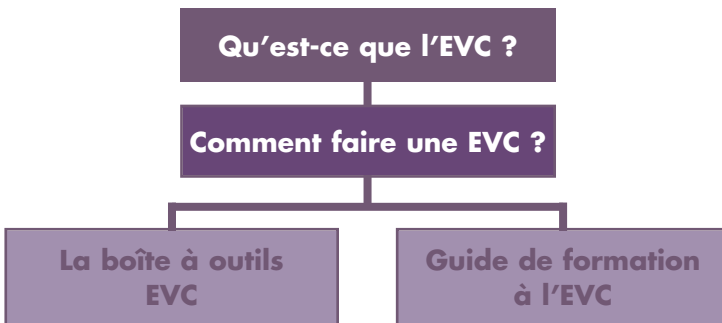 Qu’est-ce que l’EVC ?
Comment faire une EVC ?
La boîte à outils
EVC
Guide de formation
à l’EVC